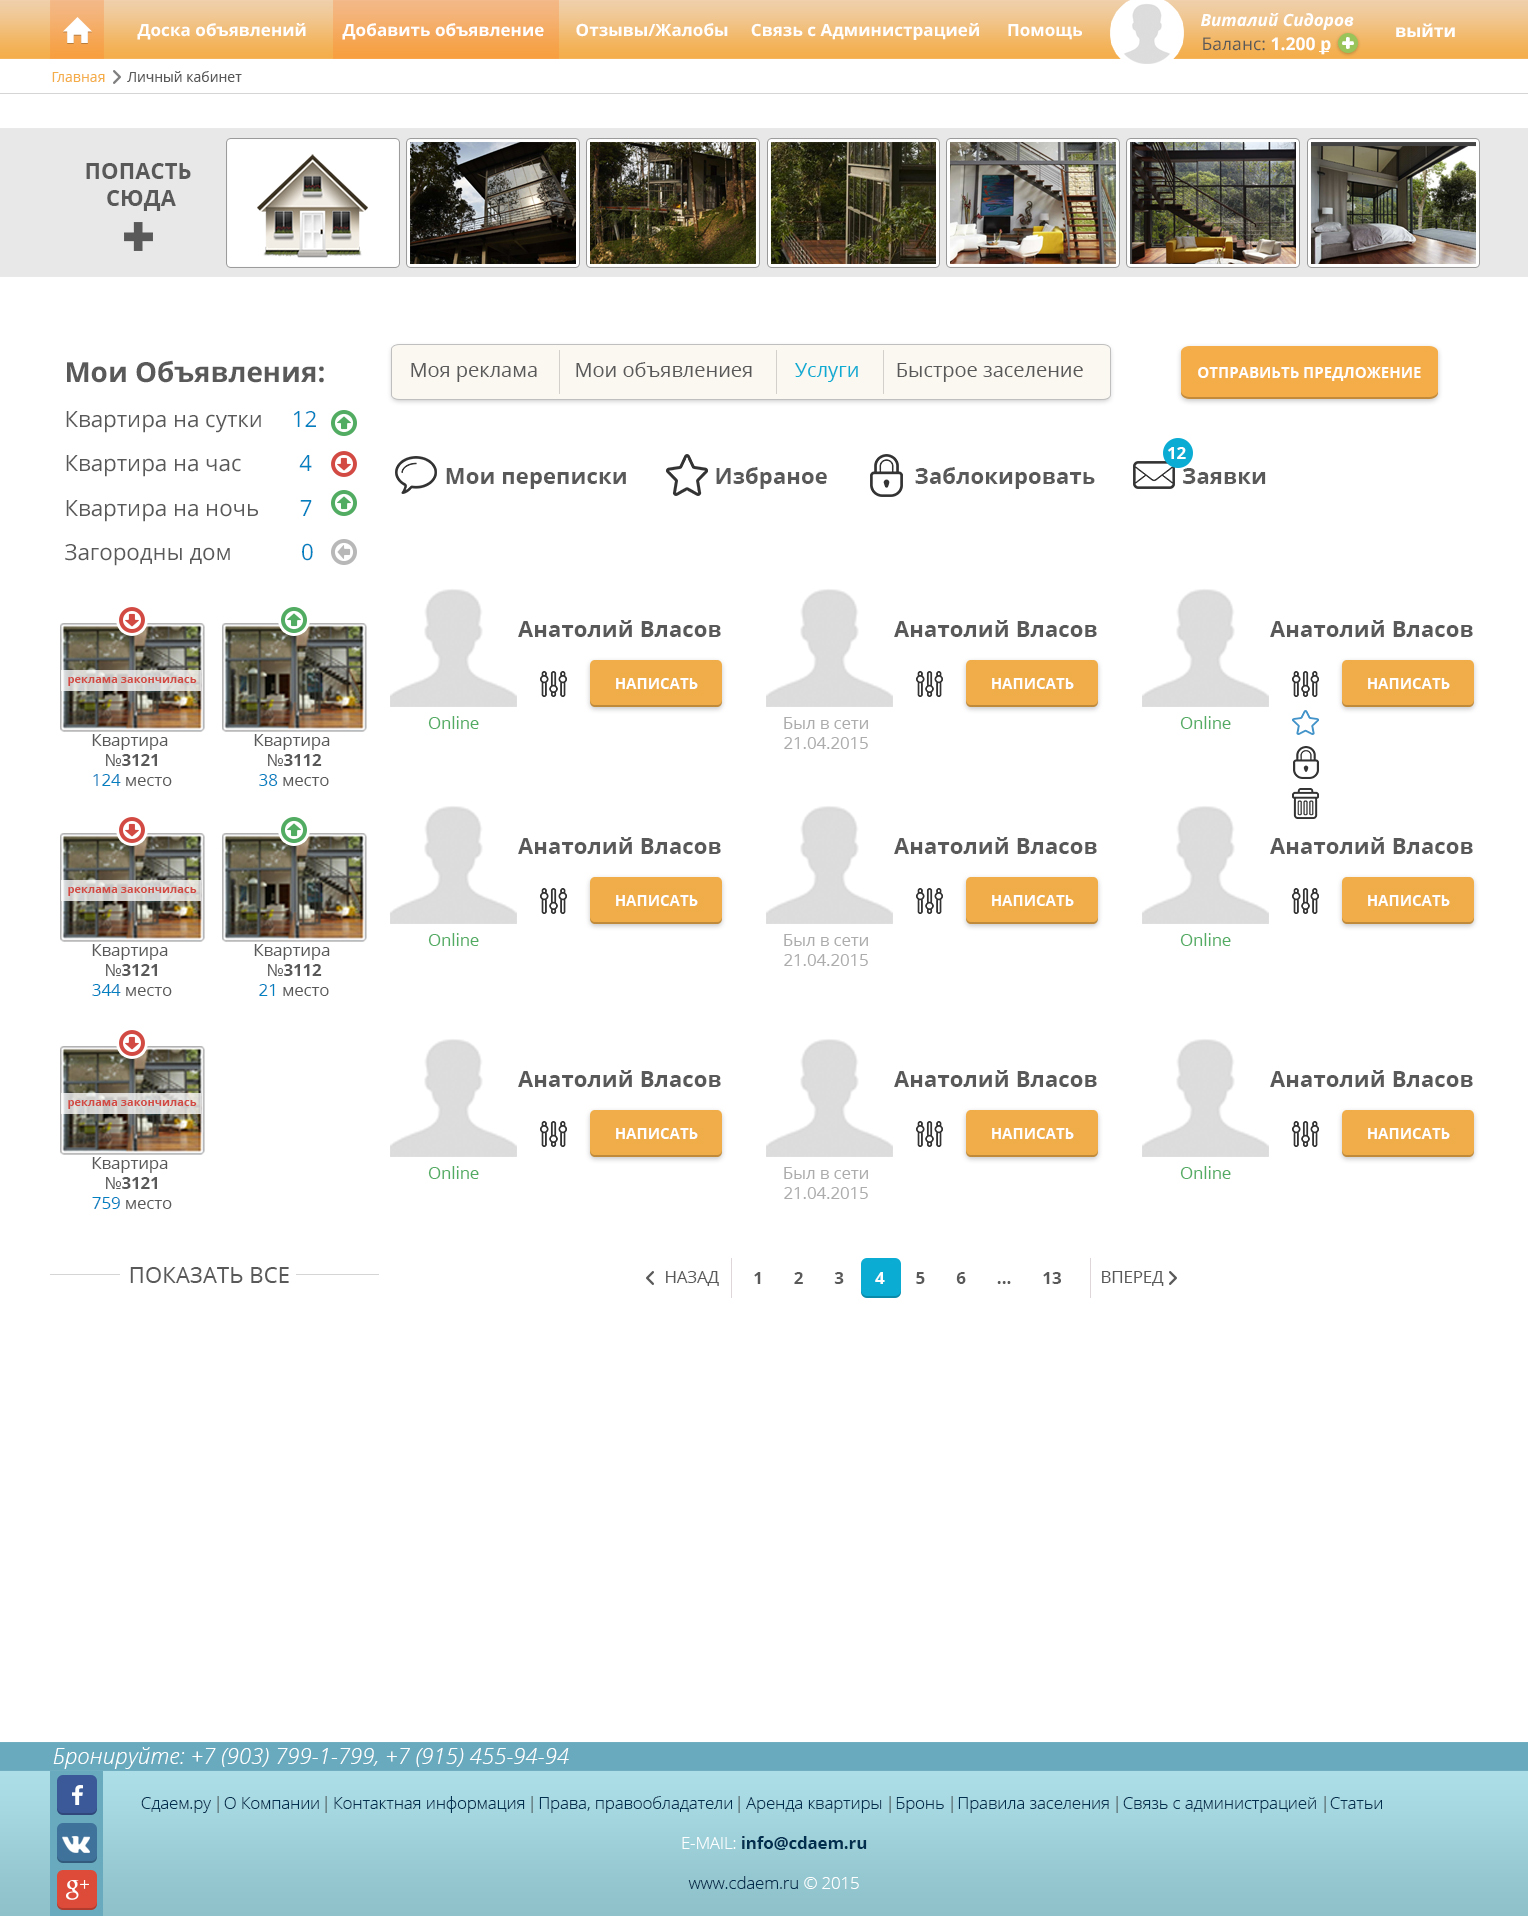 Доска объявлений Добавить объявление Отзывы/Жалобы Связь с Администрацией Помощь
Виталий Сидоров
Баланс: 1.200 р
выйти
Главная Личный кабинет
ПОПАСТЬ
СЮДА
Мои Объявления:
Квартира на сутки 12
Квартира на час 4
Квартира на ночь 7
Загородны дом 0
Моя реклама Мои объявлениея Услуги Быстрое заселение
ОТПРАВИЬТЬ ПРЕДЛОЖЕНИЕ
Мои переписки Избраное Заблокировать 12 Заявки
реклама закончилась
Квартира
№3121
124 место
Квартира
№3112
38 место
реклама закончилась
Квартира
№3121
344 место
Квартира
№3112
21 место
реклама закончилась
Квартира
№3121
759 место
ПОКАЗАТЬ ВСЕ
Анатолий Власов
НАПИСАТЬ
Online
Анатолий Власов
НАПИСАТЬ
Был в сети
21.04.2015
Анатолий Власов
НАПИСАТЬ
Online
Анатолий Власов
НАПИСАТЬ
Online
Анатолий Власов
НАПИСАТЬ
Был в сети
21.04.2015
Анатолий Власов
НАПИСАТЬ
Online
Анатолий Власов
НАПИСАТЬ
Online
Анатолий Власов
НАПИСАТЬ
Был в сети
21.04.2015
Анатолий Власов
НАПИСАТЬ
Online
НАЗАД 1 2 3 4 5 6 ... 13 ВПЕРЕД
Бронируйте: +7 (903) 799-1-799, +7 (915) 455-94-94
Сдаем.ру | О Компании | Контактная информация | Права, правообладатели | Аренда квартиры | Бронь | Правила заселения | Связь с администрацией | Статьи
E-MAIL: info@cdaem.ru
www.cdaem.ru © 2015